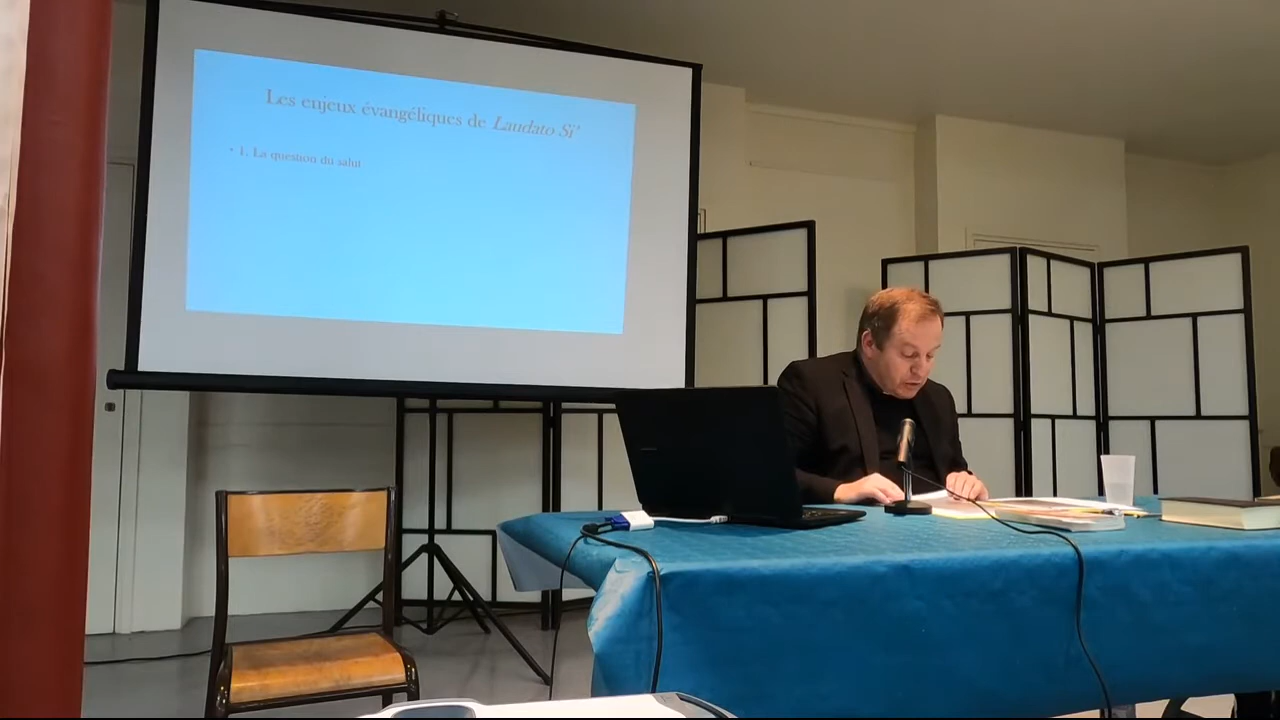 Les enjeux évangéliques de Laudato Si'
• 1. La question du salut